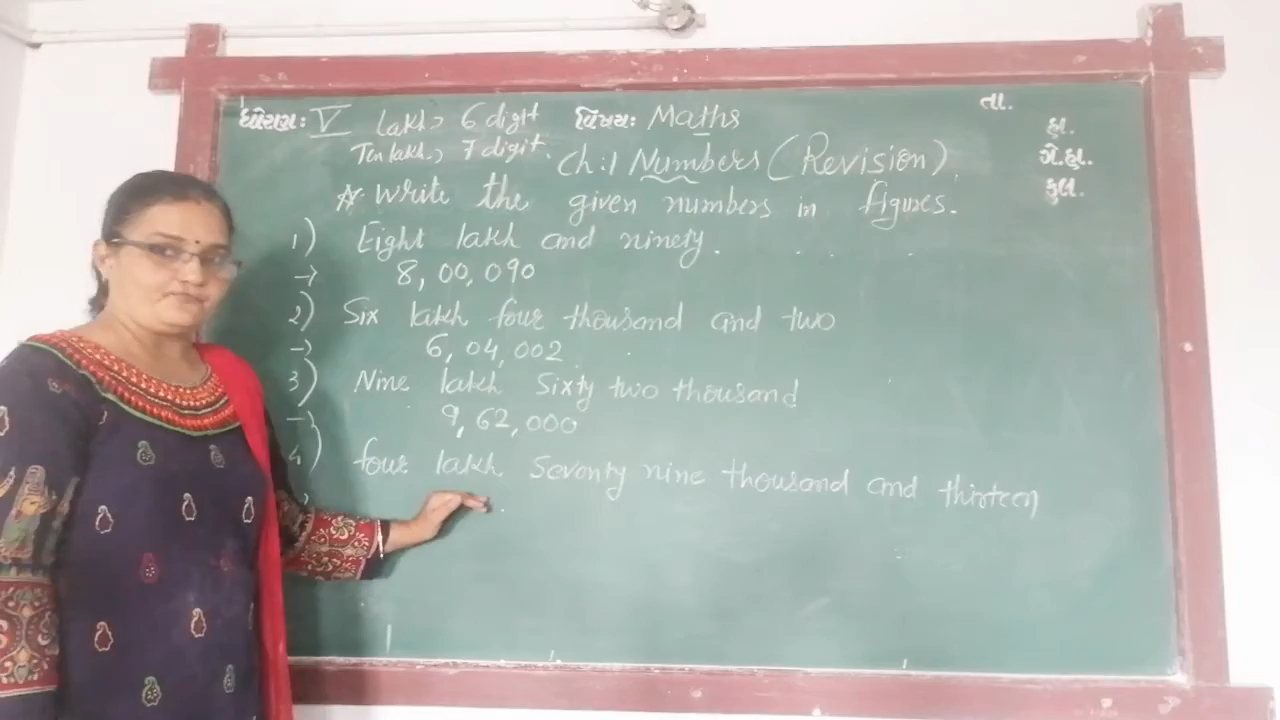 ધોરણ: V Lakh→ 6 digit વિષય: Maths તા.
Ten lakh→ 7 digit. Ch:1 Numbers (Revision).
હા.
ગે.હા.
કુલ.
☆ Write the given numbers in figures.
1) Eight lakh and ninety.
→ 8,00,090
2) Six lakh four thousand and two
→ 6,04,002
3) Nine lakh Sixty two thousand
→ 9,62,000
4) four lakh seventy nine thousand and thirteen